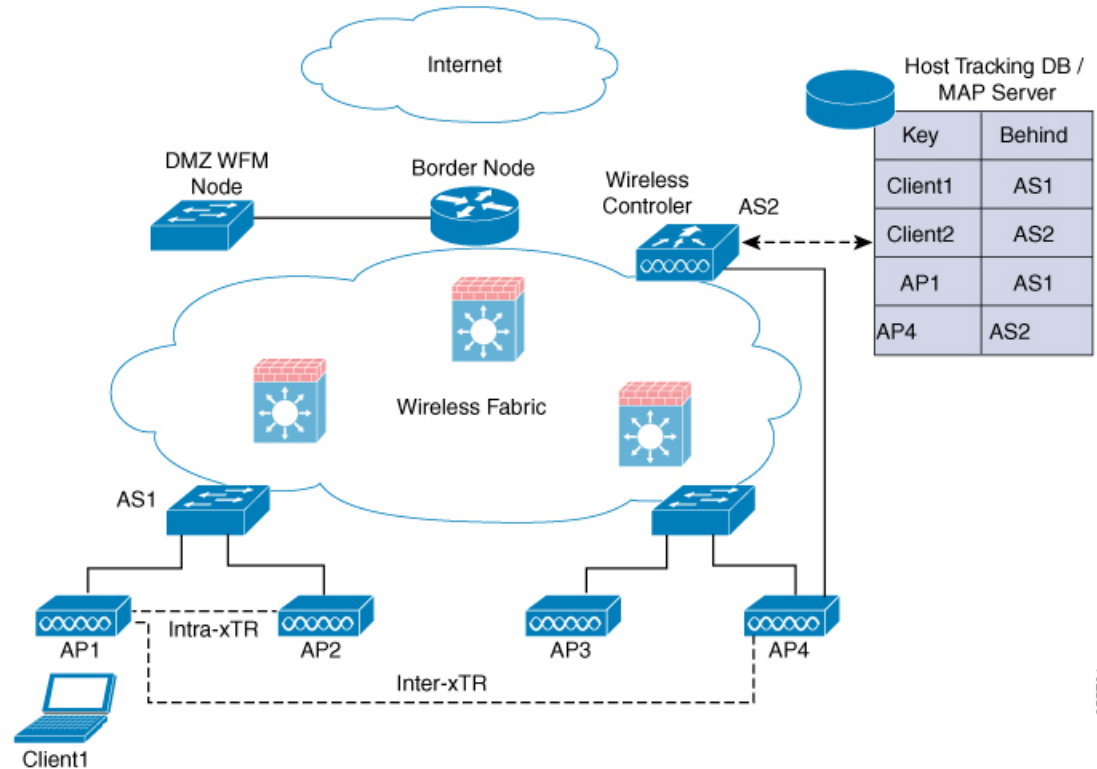 Internet
Host Tracking DB /
MAP Server
Key Behind
Client1 AS1
Client2 AS2
AP1 AS1
AP4 AS2
DMZ WFM
Node
Border Node
Wireless
Controler
AS2
Wireless Fabric
AS1
AP1
Intra-xTR
AP2
AP3
AP4
Inter-xTR
Client1